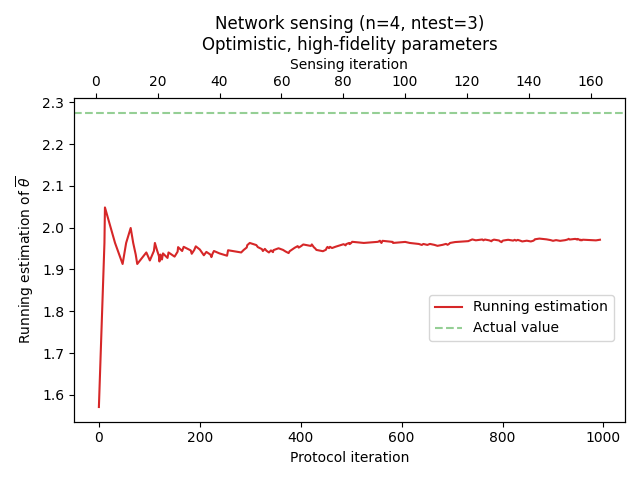 Network sensing (n=4, ntest=3)
Optimistic, high-fidelity parameters
Sensing iteration
0 20 40 60 80 100 120 140 160
2.3
2.2
2.1
2.0
1.9
1.8
1.7
1.6
Running estimation of θ̅
Running estimation
Actual value
0 200 400 600 800 1000
Protocol iteration